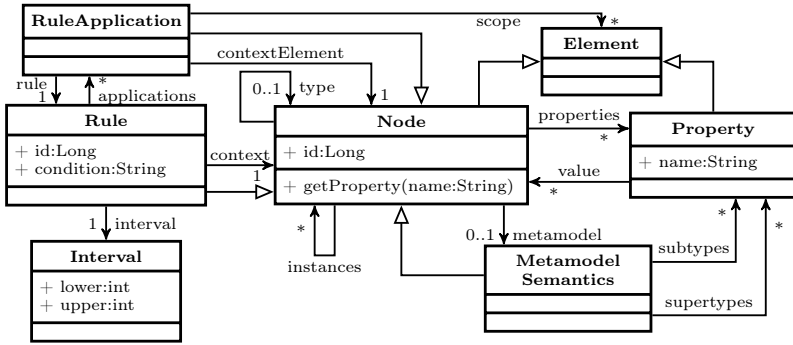 RuleApplication
scope
*
Element
contextElement
rule
1
*
applications
0..1
type
1
Rule
+ id:Long
+ condition:String
context
1
Node
+ id:Long
+ getProperty(name:String)
properties
*
value
*
Property
+ name:String
1
interval
Interval
+ lower:int
+ upper:int
*
instances
0..1
metamodel
Metamodel
Semantics
subtypes
*
supertypes
*